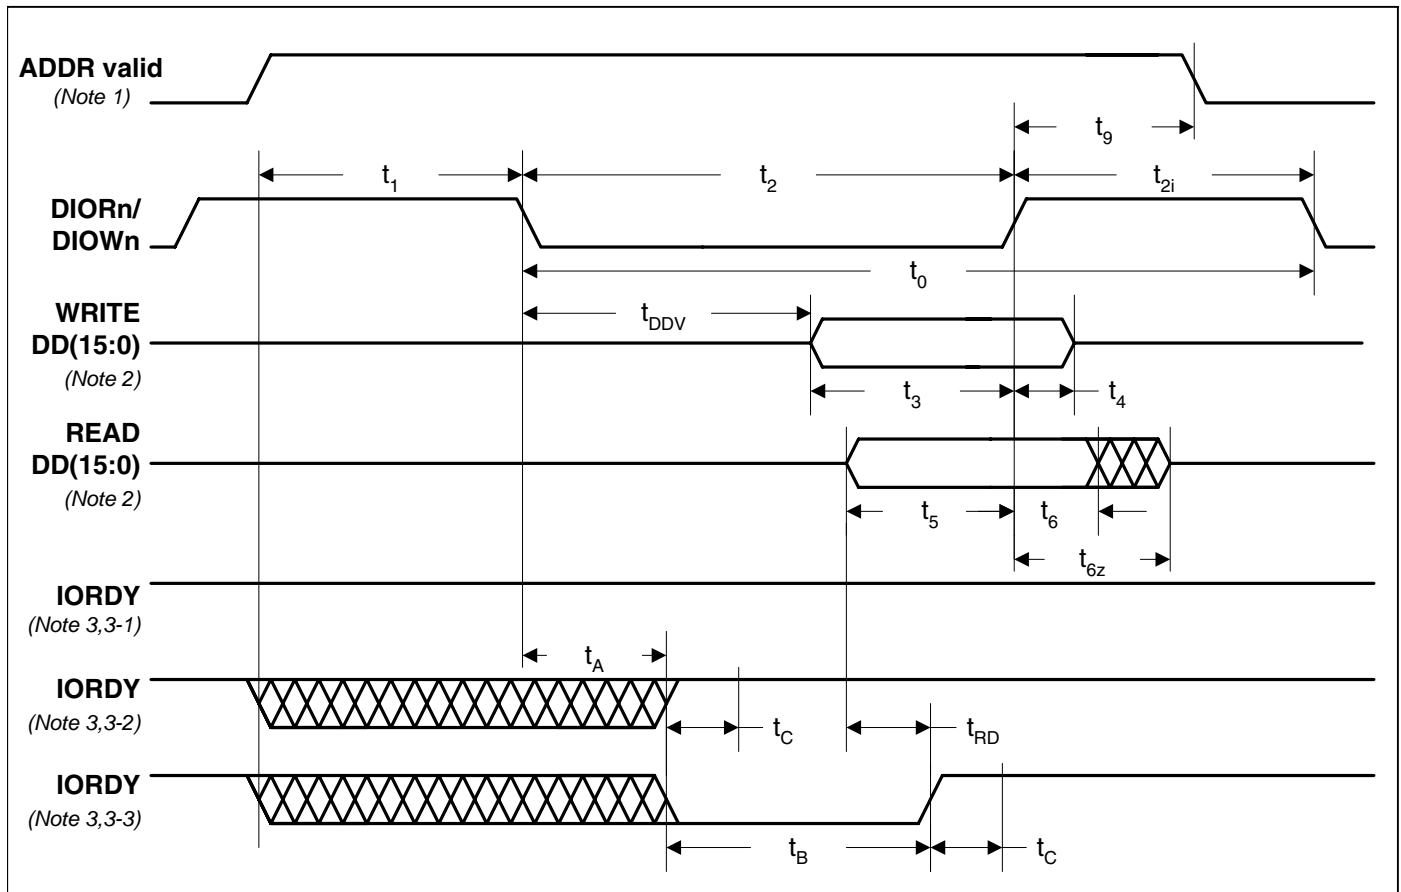 ADDR valid
(Note 1)
t9
t1
t2
t2i
DIORn/
DIOWn
t0
WRITE
DD(15:0)
(Note 2)
tDDV
t3
t4
READ
DD(15:0)
(Note 2)
t5
t6
t6z
IORDY
(Note 3,3-1)
tA
IORDY
(Note 3,3-2)
tC
tRD
IORDY
(Note 3,3-3)
tB
tC